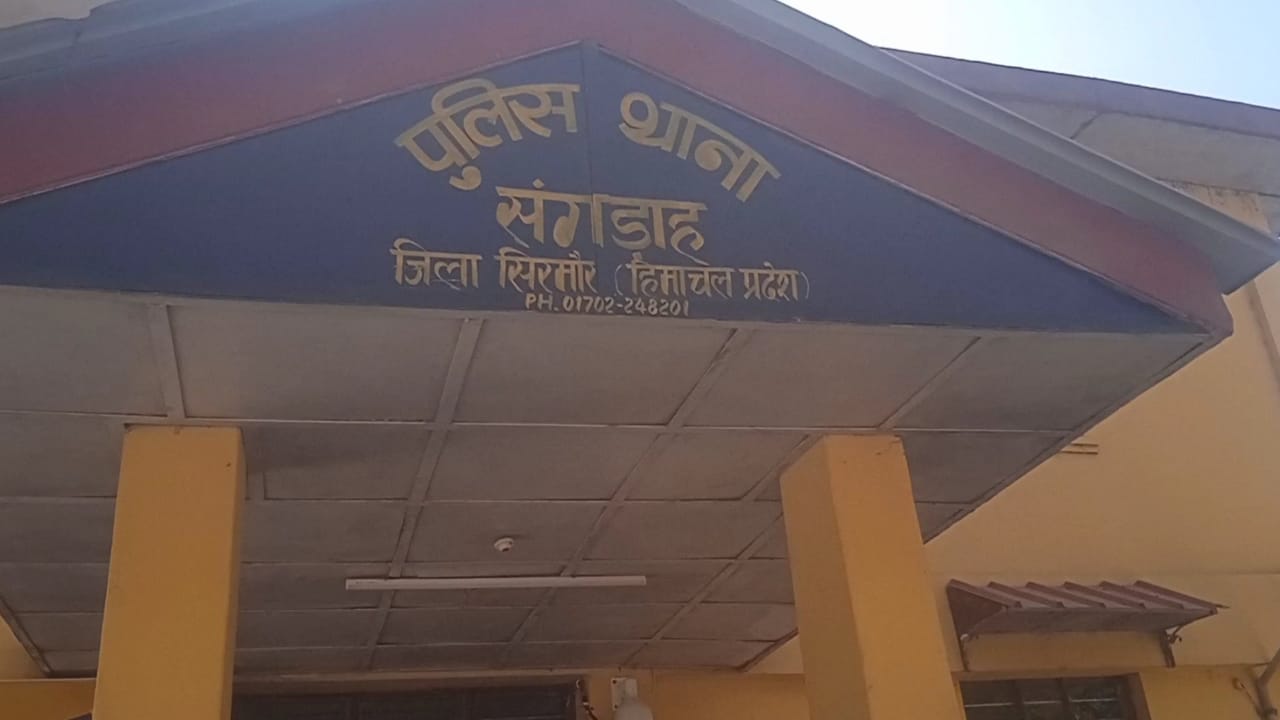 पुलिस थाना
संगडाह
जिला सिरमौर (हिमाचल प्रदेश)
PH. 01702-248201